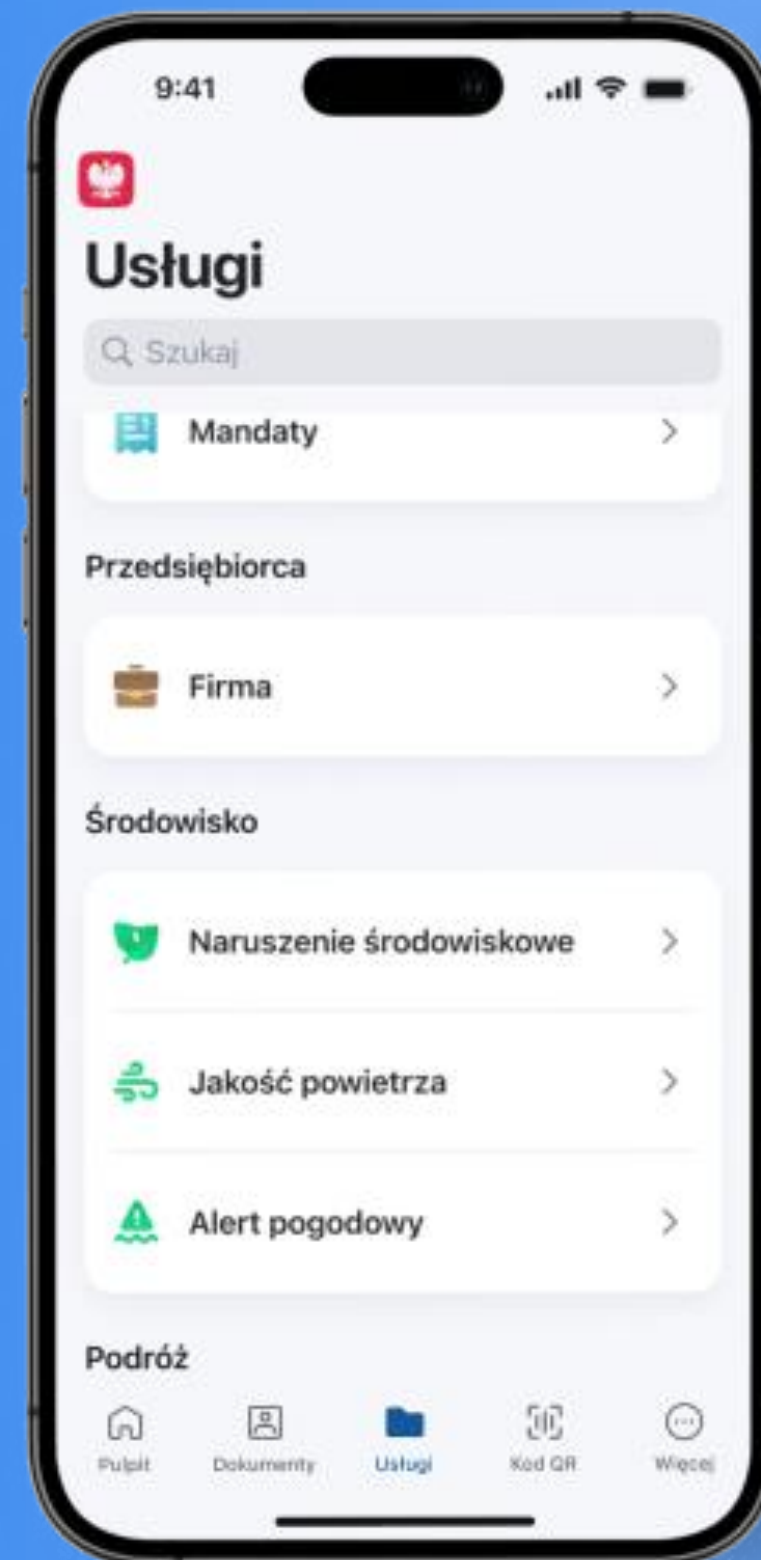 9:41
Usługi
Szukaj
Mandaty
Przedsiębiorca
Firma
Środowisko
Naruszenie środowiskowe
Jakość powietrza
Alert pogodowy
Podróż
Pulpit
Dokumenty
Usługi
Kod QR
Więcej